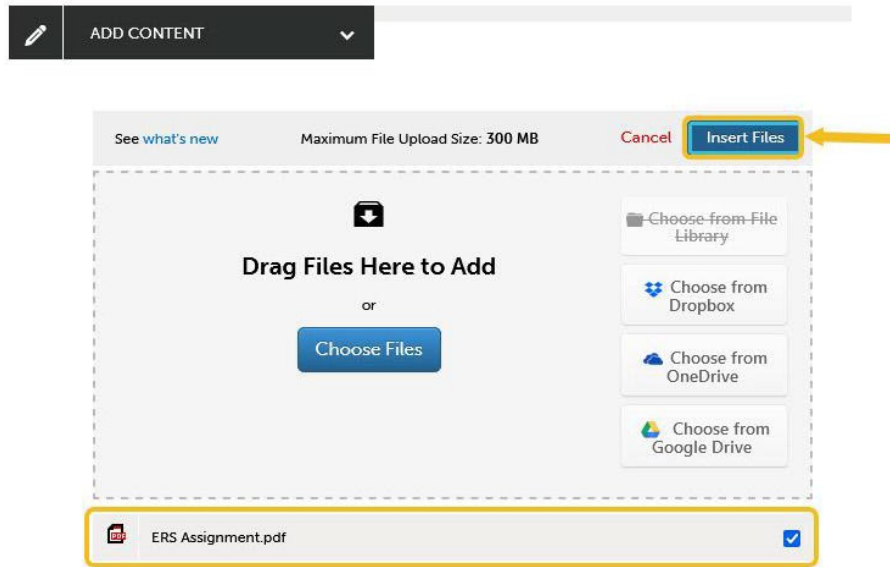 ADD CONTENT
See what's new
Maximum File Upload Size: 300 MB
Cancel
Insert Files
Drag Files Here to Add
or
Choose Files
Choose from File
Library
Choose from
Dropbox
Choose from
OneDrive
Choose from
Google Drive
PDF
ERS Assignment.pdf